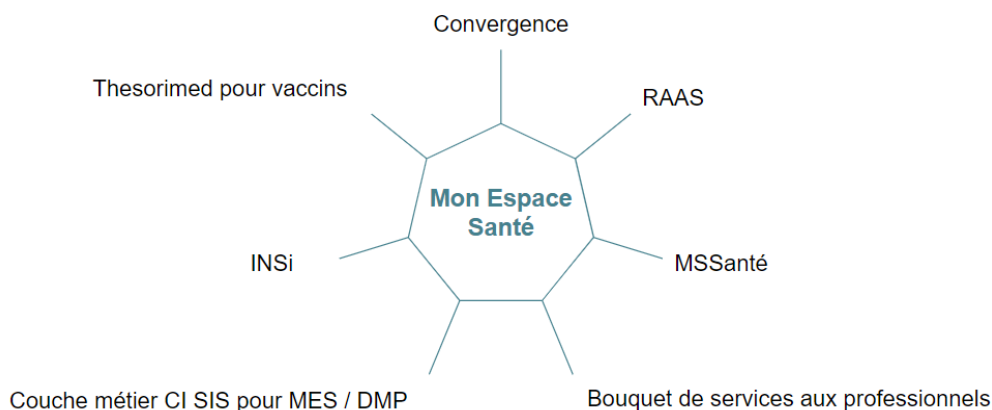 Convergence
Thesorimed pour vaccins
RAAS
Mon Espace
Santé
INSi
MSSanté
Couche métier CI SIS pour MES / DMP
Bouquet de services aux professionnels